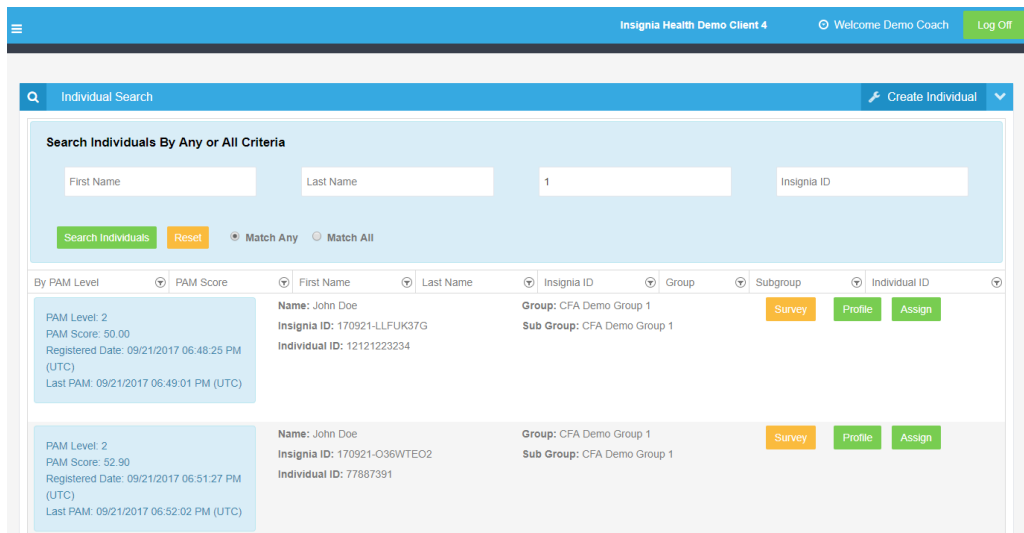 Insignia Health Demo Client 4 Welcome Demo Coach Log Off
Individual Search Create Individual
Search Individuals By Any or All Criteria
First Name Last Name 1 Insignia ID
Search Individuals Reset Match Any Match All
By PAM Level PAM Score First Name Last Name Insignia ID Group Subgroup Individual ID
PAM Level: 2
PAM Score: 50.00
Registered Date: 09/21/2017 06:48:25 PM
(UTC)
Last PAM: 09/21/2017 06:49:01 PM (UTC)
Name: John Doe
Insignia ID: 170921-LLFUK37G
Individual ID: 12121223234
Group: CFA Demo Group 1
Sub Group: CFA Demo Group 1
Survey Profile Assign
PAM Level: 2
PAM Score: 52.90
Registered Date: 09/21/2017 06:51:27 PM
(UTC)
Last PAM: 09/21/2017 06:52:02 PM (UTC)
Name: John Doe
Insignia ID: 170921-O36WTEO2
Individual ID: 77887391
Group: CFA Demo Group 1
Sub Group: CFA Demo Group 1
Survey Profile Assign